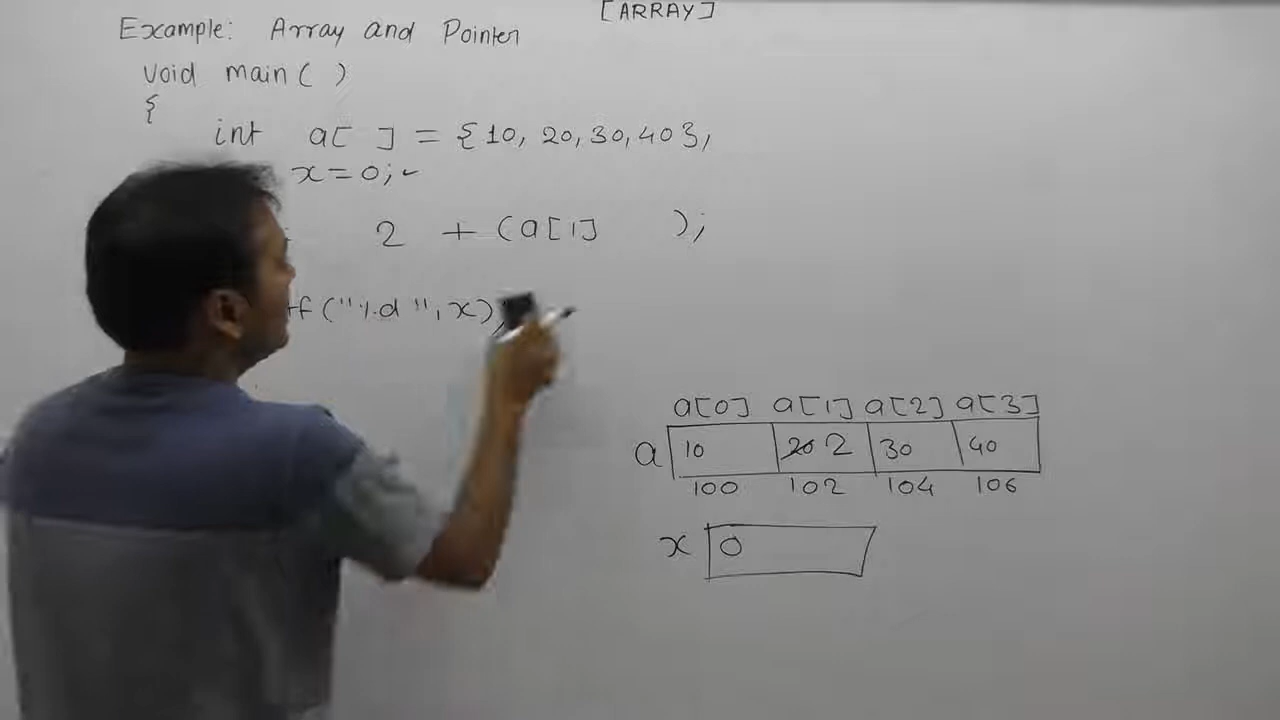 [ARRAY]
Example: Array and Pointer
void main( )
{
int a[ ] = {10, 20, 30, 40},
x=0;
2 + (a[1] );
f("%d", x);
a[0] a[1] a[2] a[3]
a 10 20 2 30 40
100 102 104 106
x 0